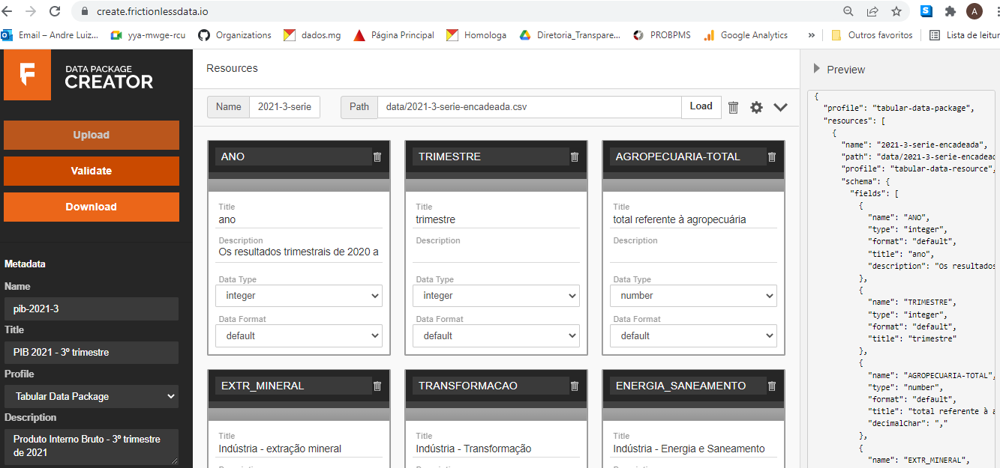 create.frictionlessdata.io
S
A
Email – Andre Luiz...
yya-mwge-rcu
Organizations
dados.mg
Página Principal
Homologa
Diretoria_Transpare...
PROBPMS
Google Analytics
»
Outros favoritos
Lista de leitur
F
DATA PACKAGE
CREATOR
Upload
Validate
Download
Metadata
Name
pib-2021-3
Title
PIB 2021 - 3º trimestre
Profile
Tabular Data Package
Description
Produto Interno Bruto - 3º trimestre
de 2021
Resources
Name 2021-3-serie
Path data/2021-3-serie-encadeada.csv Load
ANO
Title
ano
Description
Os resultados trimestrais de 2020 a
Data Type
integer
Data Format
default
TRIMESTRE
Title
trimestre
Description
Data Type
integer
Data Format
default
AGROPECUARIA-TOTAL
Title
total referente à agropecuária
Description
Data Type
number
Data Format
default
EXTR_MINERAL
Title
Indústria - extração mineral
TRANSFORMACAO
Title
Indústria - Transformação
ENERGIA_SANEAMENTO
Title
Indústria - Energia e Saneamento
Preview
{
"profile": "tabular-data-package",
"resources": [
{
"name": "2021-3-serie-encadeada",
"path": "data/2021-3-serie-encadea
"profile": "tabular-data-resource",
"schema": {
"fields": [
{
"name": "ANO",
"type": "integer",
"format": "default",
"title": "ano",
"description": "Os resultados
},
{
"name": "TRIMESTRE",
"type": "integer",
"format": "default",
"title": "trimestre"
},
{
"name": "AGROPECUARIA-TOTAL",
"type": "number",
"format": "default",
"title": "total referente à a
"decimalChar": ","
},
{
"name": "EXTR_MINERAL",